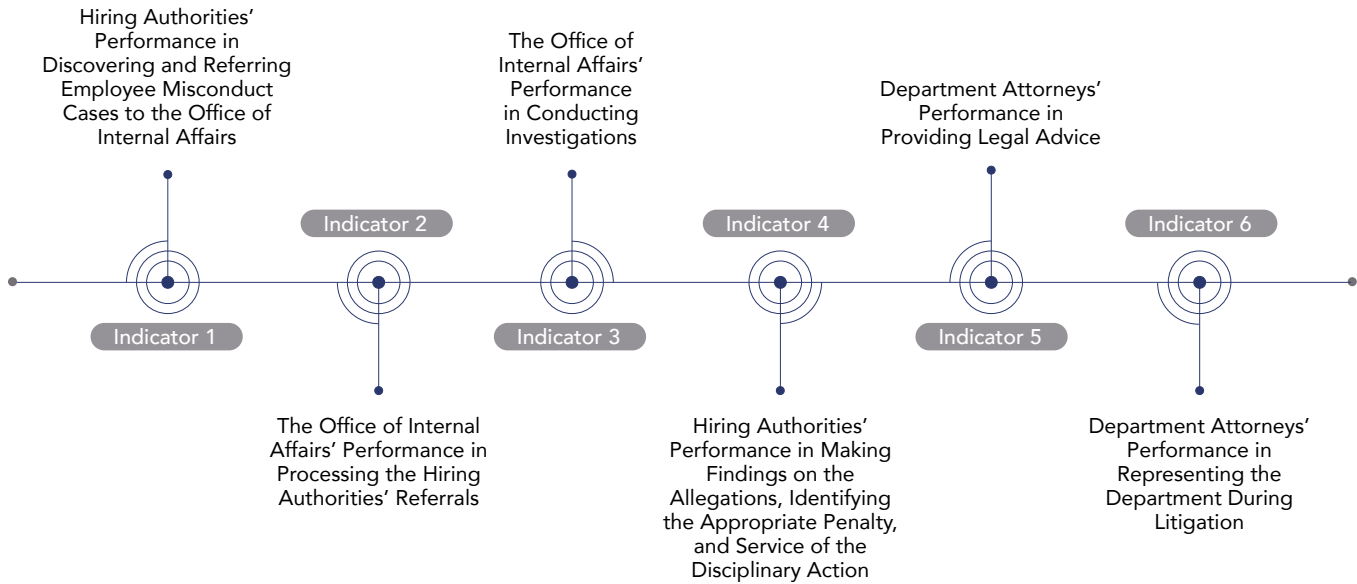 Hiring Authorities’
Performance in
Discovering and Referring
Employee Misconduct
Cases to the Office of
Internal Affairs
Indicator 1
Indicator 2
The Office of Internal
Affairs’ Performance in
Processing the Hiring
Authorities’ Referrals
The Office of
Internal Affairs’
Performance
in Conducting
Investigations
Indicator 3
Indicator 4
Hiring Authorities’
Performance in Making
Findings on the
Allegations, Identifying
the Appropriate Penalty,
and Service of the
Disciplinary Action
Department Attorneys’
Performance in
Providing Legal Advice
Indicator 5
Indicator 6
Department Attorneys’
Performance in
Representing the
Department During
Litigation